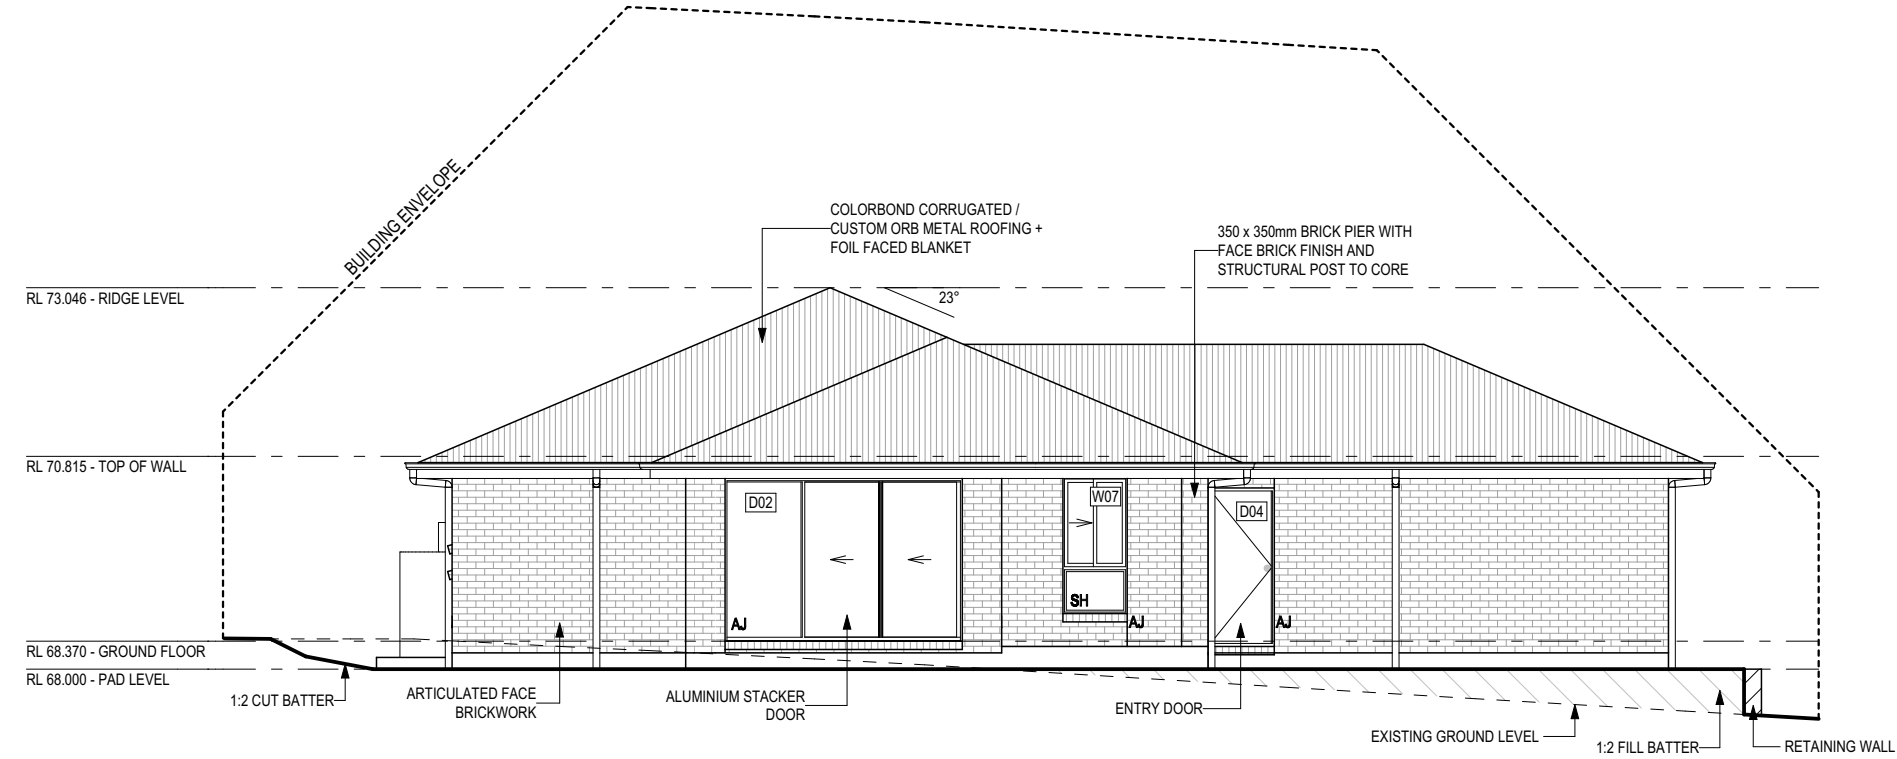 BUILDING ENVELOPE
COLORBOND CORRUGATED /
CUSTOM ORB METAL ROOFING +
FOIL FACED BLANKET
350 x 350mm BRICK PIER WITH
FACE BRICK FINISH AND
STRUCTURAL POST TO CORE
RL 73.046 - RIDGE LEVEL
23°
RL 70.815 - TOP OF WALL
D02
W07
D04
SH
AJ
AJ
AJ
RL 68.370 - GROUND FLOOR
RL 68.000 - PAD LEVEL
1:2 CUT BATTER
ARTICULATED FACE
BRICKWORK
ALUMINIUM STACKER
DOOR
ENTRY DOOR
EXISTING GROUND LEVEL
1:2 FILL BATTER
RETAINING WALL